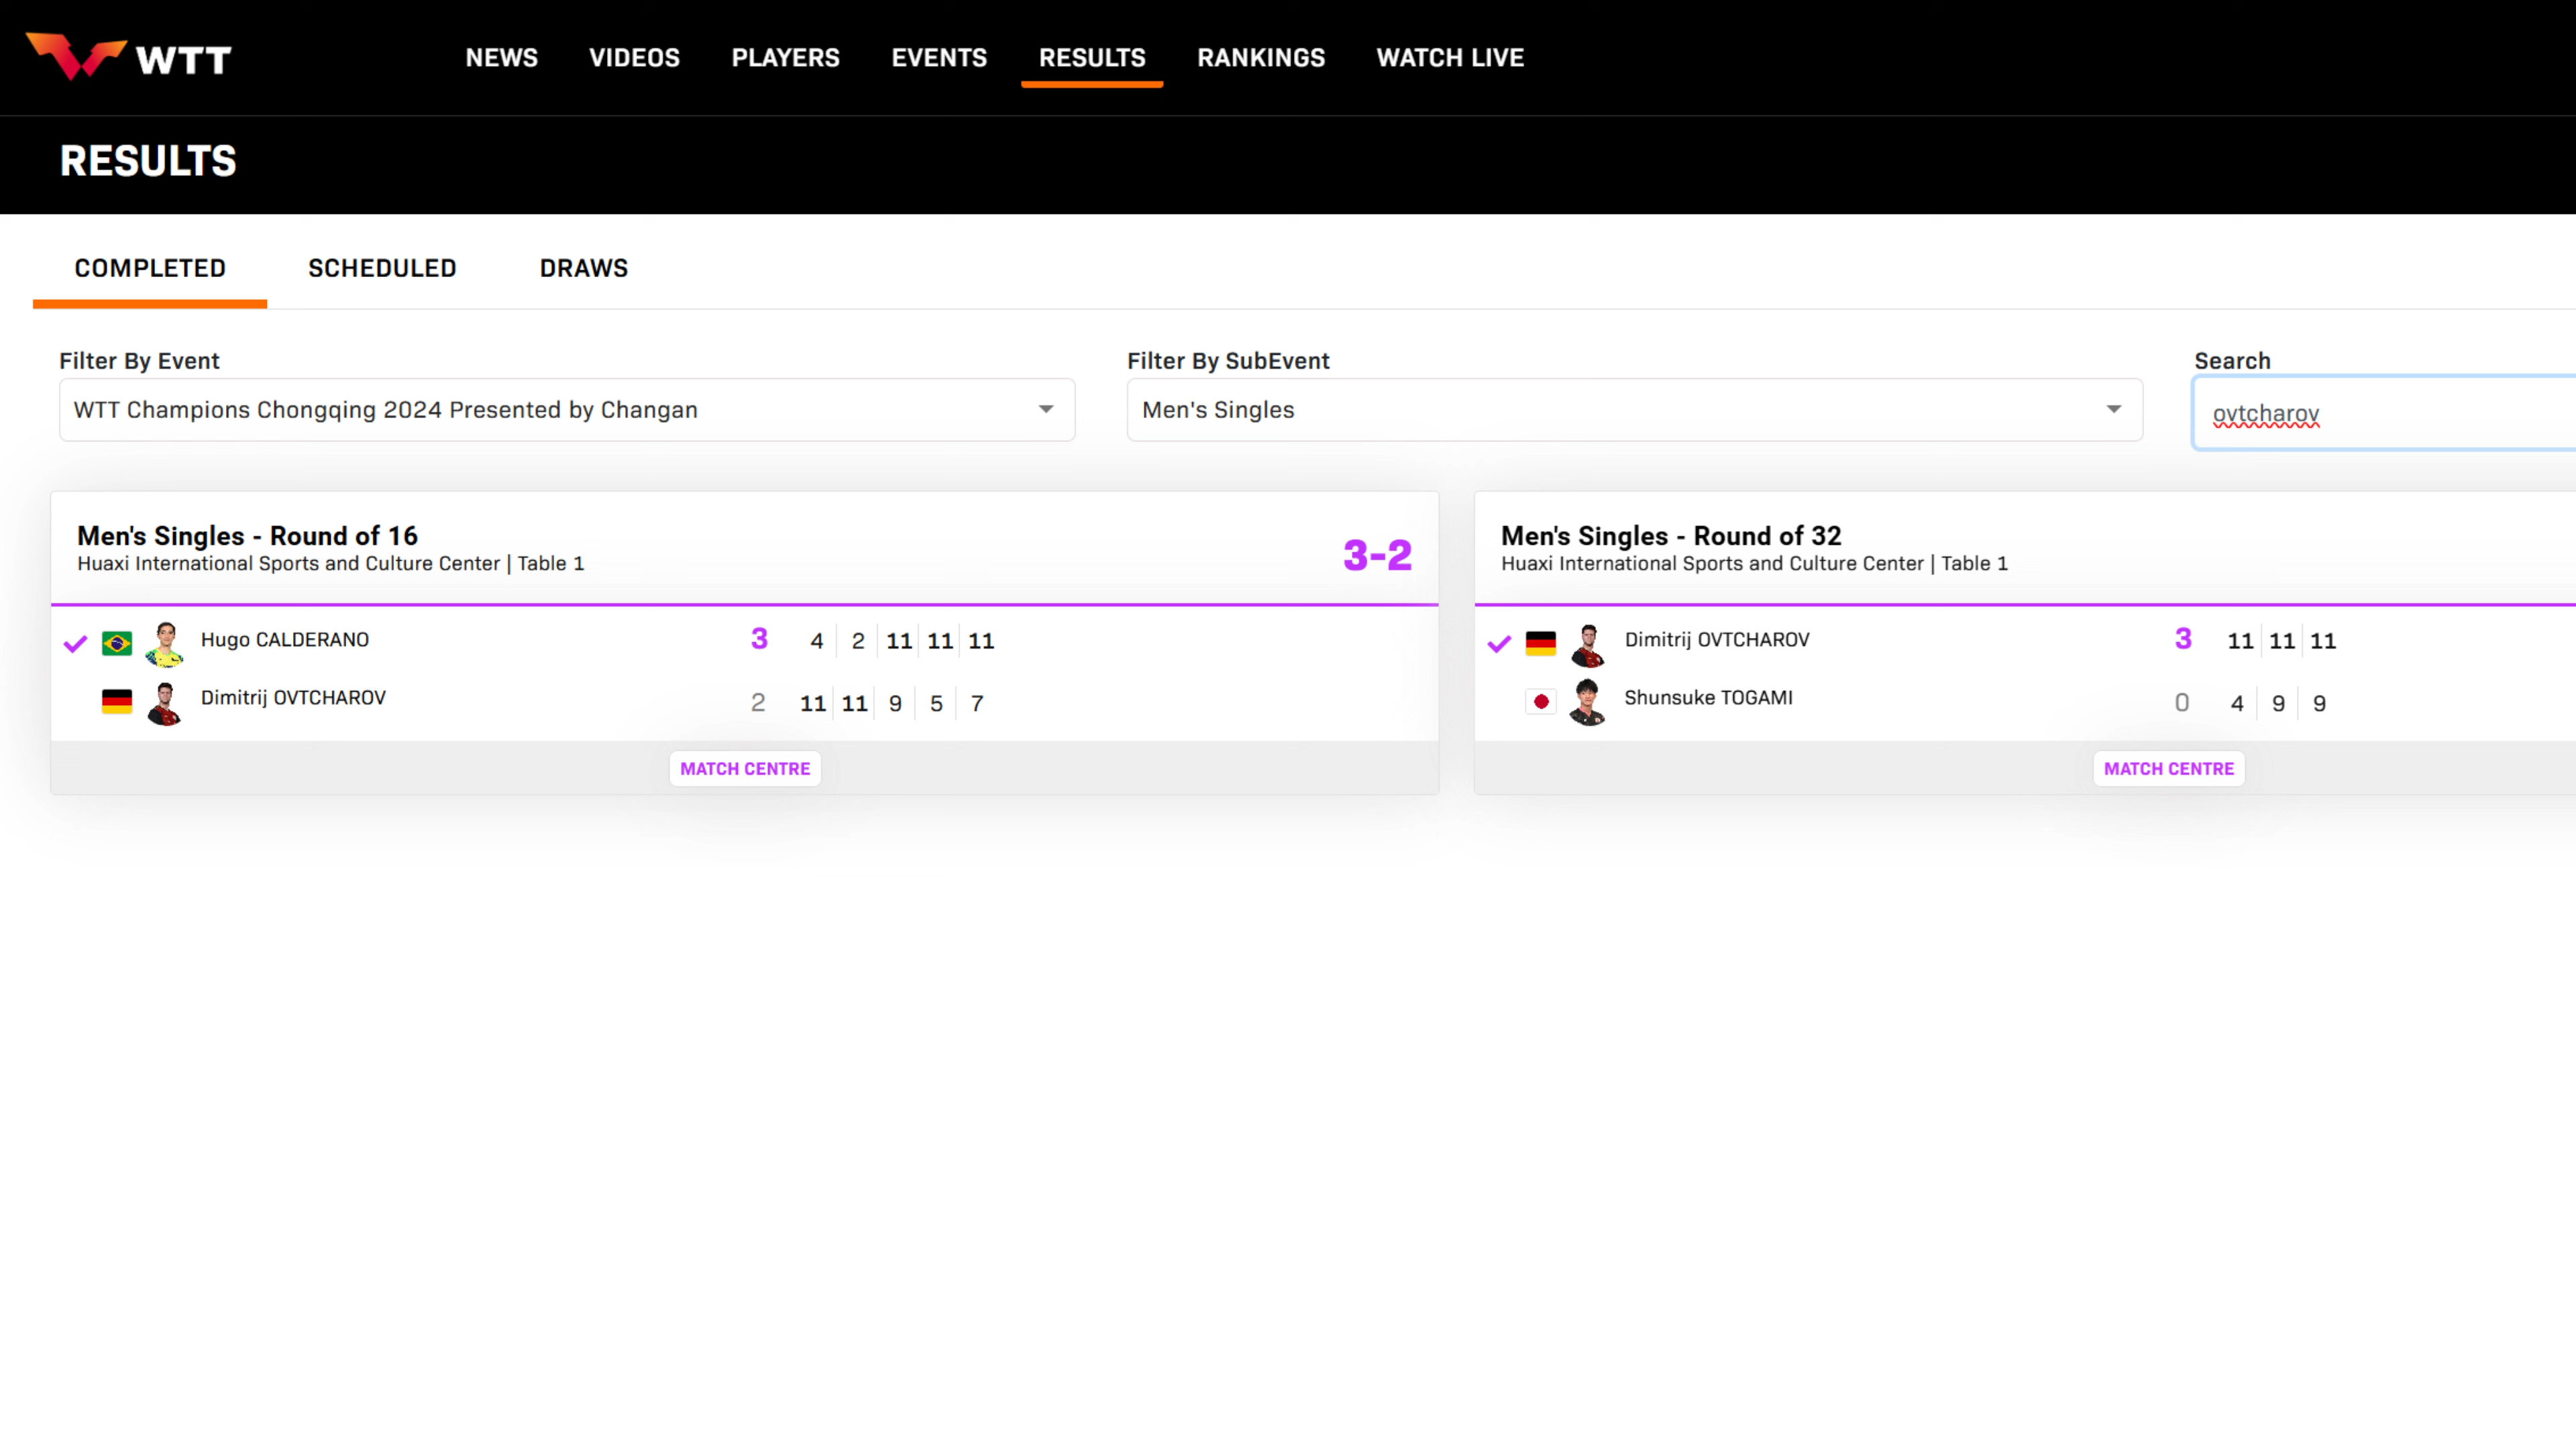 WTT
NEWS VIDEOS PLAYERS EVENTS RESULTS RANKINGS WATCH LIVE
RESULTS
COMPLETED SCHEDULED DRAWS
Filter By Event
WTT Champions Chongqing 2024 Presented by Changan
Filter By SubEvent
Men's Singles
Search
ovtcharov
Men's Singles - Round of 16
Huaxi International Sports and Culture Center | Table 1
3-2
Hugo CALDERANO 3 4 2 11 11 11
Dimitrij OVTCHAROV 2 11 11 9 5 7
MATCH CENTRE
Men's Singles - Round of 32
Huaxi International Sports and Culture Center | Table 1
Dimitrij OVTCHAROV 3 11 11 11
Shunsuke TOGAMI 0 4 9 9
MATCH CENTRE